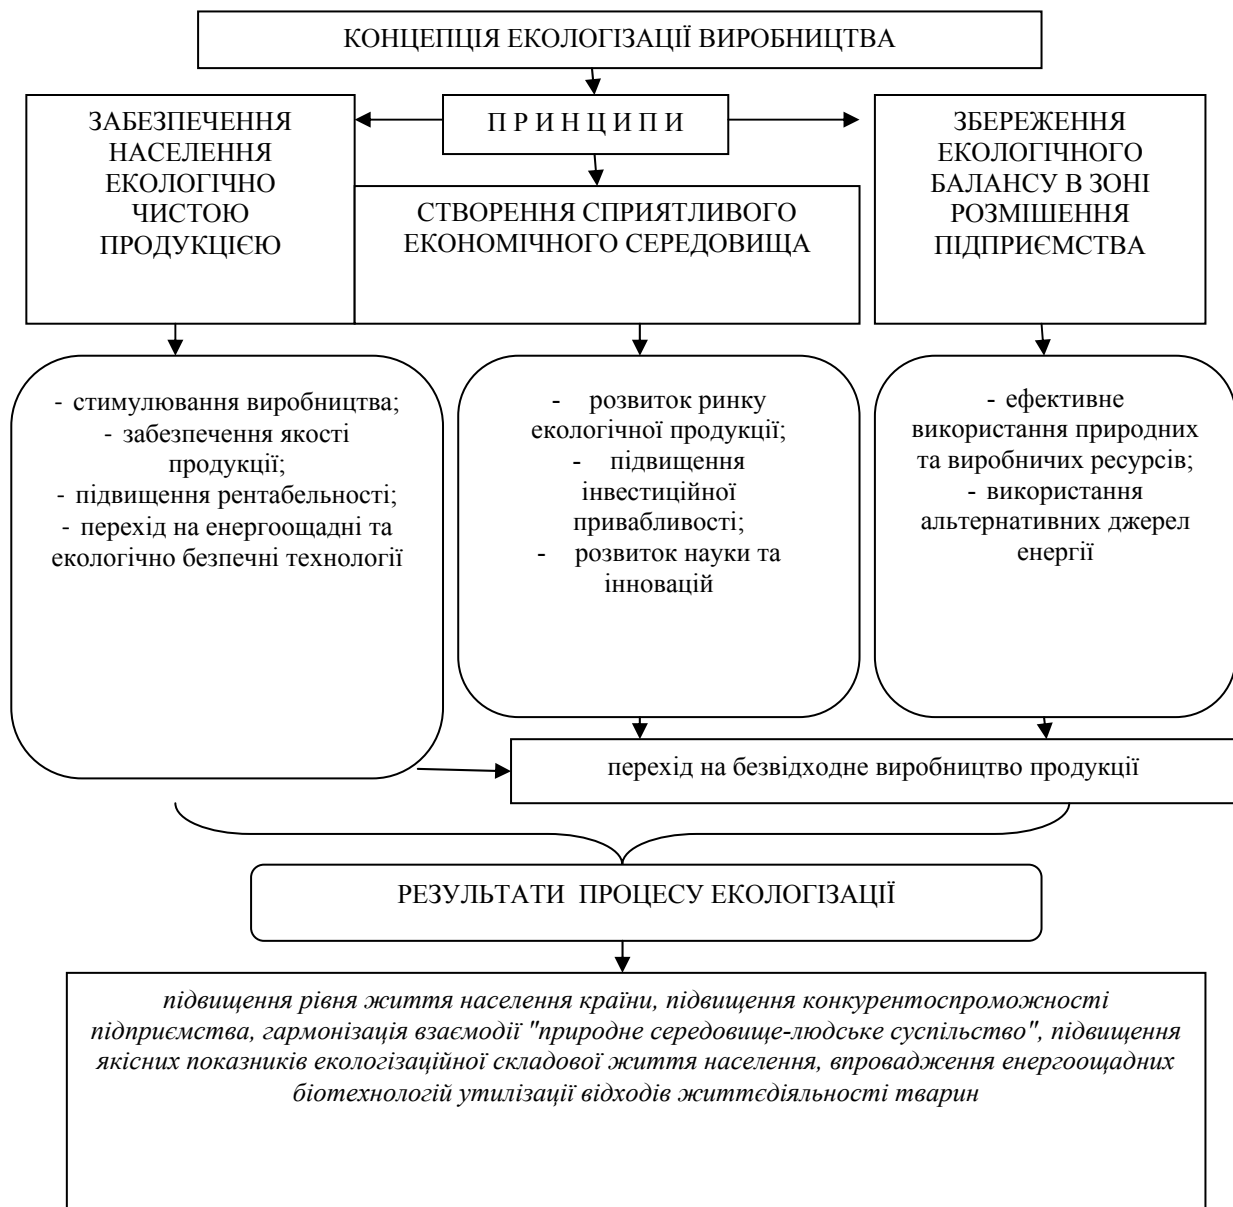 КОНЦЕПЦІЯ ЕКОЛОГІЗАЦІЇ ВИРОБНИЦТВА
П Р И Н Ц И П И
ЗАБЕЗПЕЧЕННЯ
НАСЕЛЕННЯ
ЕКОЛОГІЧНО
ЧИСТОЮ
ПРОДУКЦІЄЮ
СТВОРЕННЯ СПРИЯТЛИВОГО
ЕКОНОМІЧНОГО СЕРЕДОВИЩА
ЗБЕРЕЖЕННЯ
ЕКОЛОГІЧНОГО
БАЛАНСУ В ЗОНІ
РОЗМІШЕННЯ
ПІДПРИЄМСТВА
- стимулювання виробництва;
- забезпечення якості
продукції;
- підвищення рентабельності;
- перехід на енергоощадні та
екологічно безпечні технології
- розвиток ринку
екологічної продукції;
- підвищення
інвестиційної
привабливості;
- розвиток науки та
інновацій
- ефективне
використання природних
та виробничих ресурсів;
- використання
альтернативних джерел
енергії
перехід на безвідходне виробництво продукції
РЕЗУЛЬТАТИ ПРОЦЕСУ ЕКОЛОГІЗАЦІЇ
підвищення рівня життя населення країни, підвищення конкурентоспроможності
підприємства, гармонізація взаємодії "природне середовище-людське суспільство", підвищення
якісних показників екологізаційної складової життя населення, впровадження енергоощадних
біотехнологій утилізації відходів життєдіяльності тварин